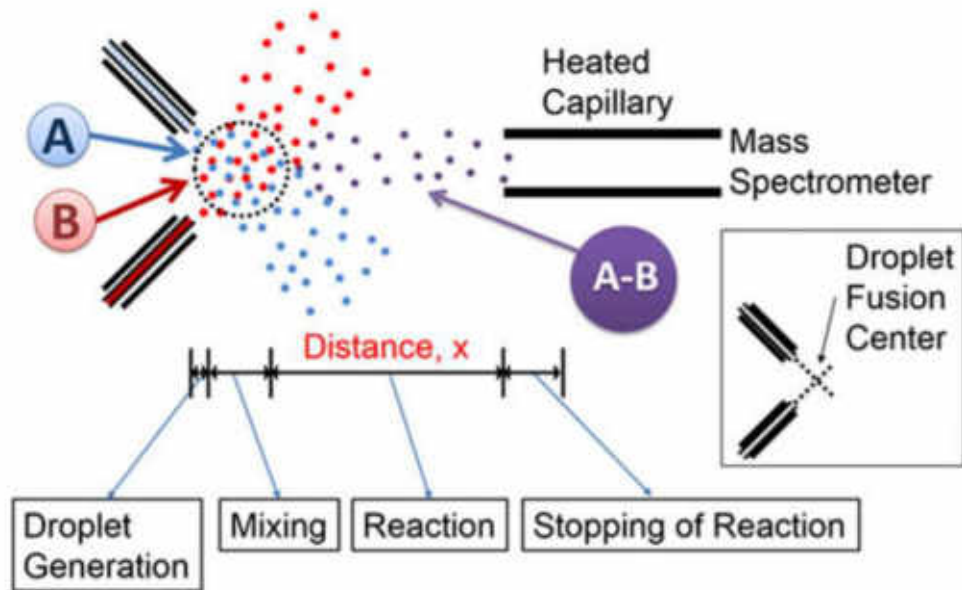 A
B
Heated
Capillary
Mass
Spectrometer
A-B
Droplet
Fusion
Center
Distance, x
Droplet
Generation
Mixing
Reaction
Stopping of Reaction